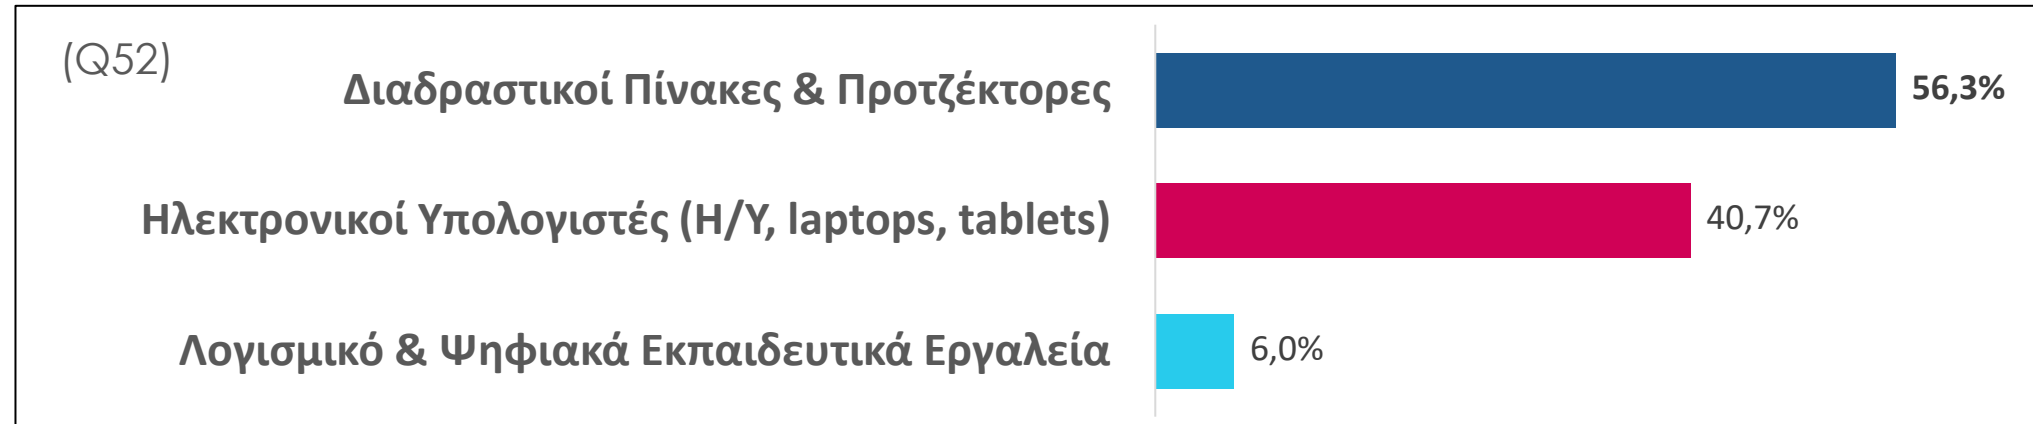 (Q52)
Διαδραστικοί Πίνακες & Προτζέκτορες 56,3%
Ηλεκτρονικοί Υπολογιστές (Η/Υ, laptops, tablets) 40,7%
Λογισμικό & Ψηφιακά Εκπαιδευτικά Εργαλεία 6,0%